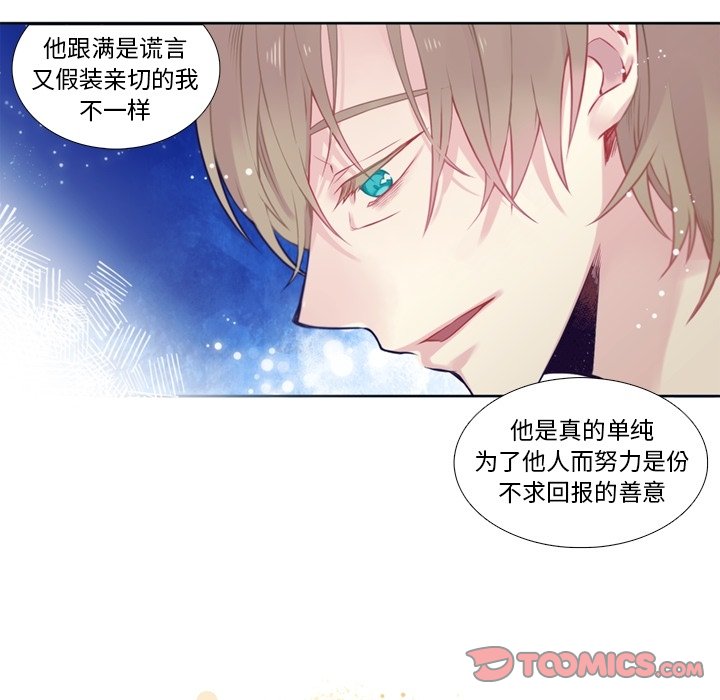 他跟满是谎言
又假装亲切的我
不一样
他是真的单纯
为了他人而努力是份
不求回报的善意
TOOMICS.COM